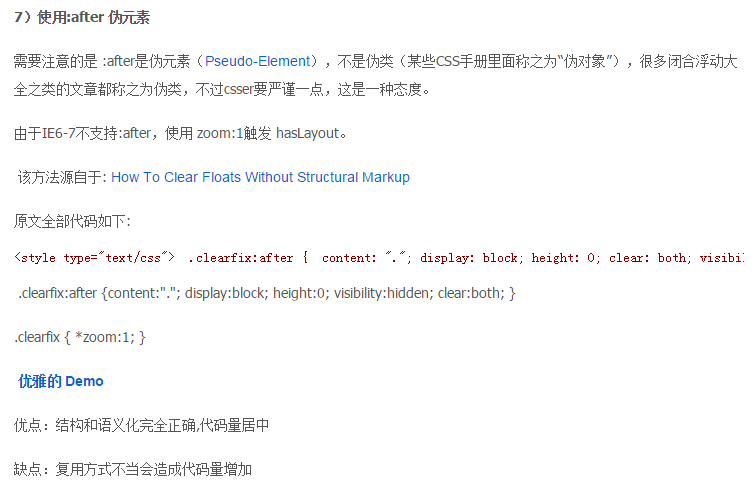 7）使用:after 伪元素
需要注意的是 :after是伪元素（Pseudo-Element），不是伪类（某些CSS手册里面称之为“伪对象”），很多闭合浮动大
全之类的文章都称之为伪类，不过csser要严谨一点，这是一种态度。
由于IE6-7不支持:after，使用 zoom:1触发 hasLayout。
该方法源自于: How To Clear Floats Without Structural Markup
原文全部代码如下:
<style type="text/css"> .clearfix:after { content: "."; display: block; height: 0; clear: both; visibil
.clearfix:after {content:"."; display:block; height:0; visibility:hidden; clear:both; }
.clearfix { *zoom:1; }
优雅的 Demo
优点：结构和语义化完全正确,代码量居中
缺点：复用方式不当会造成代码量增加